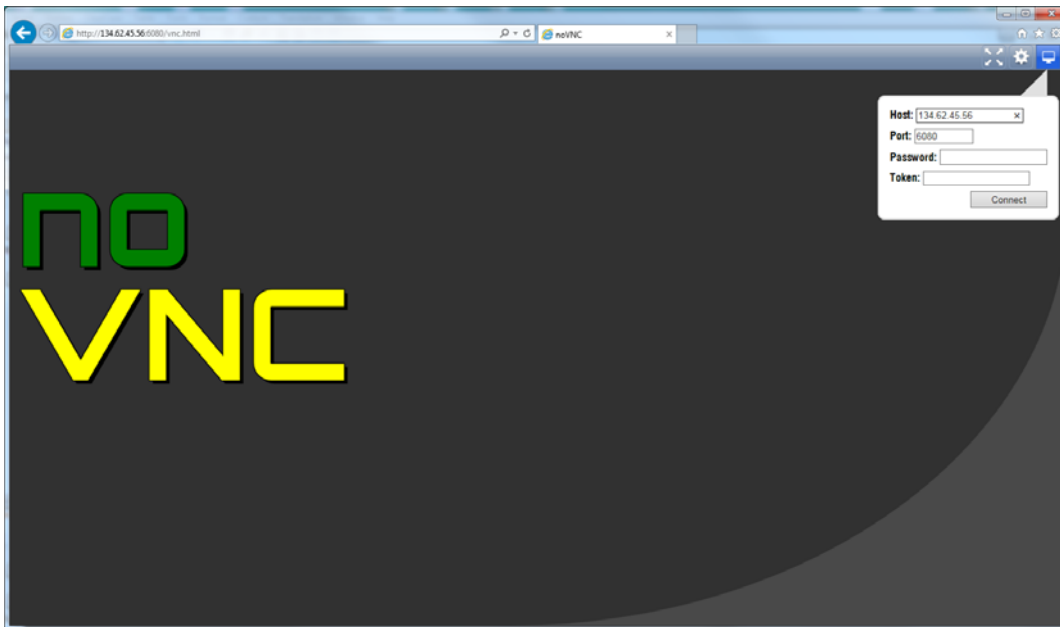 http://134.62.45.56:6080/vnc.html
noVNC
Host: 134.62.45.56
Port: 6080
Password:
Token:
Connect
no
VNC